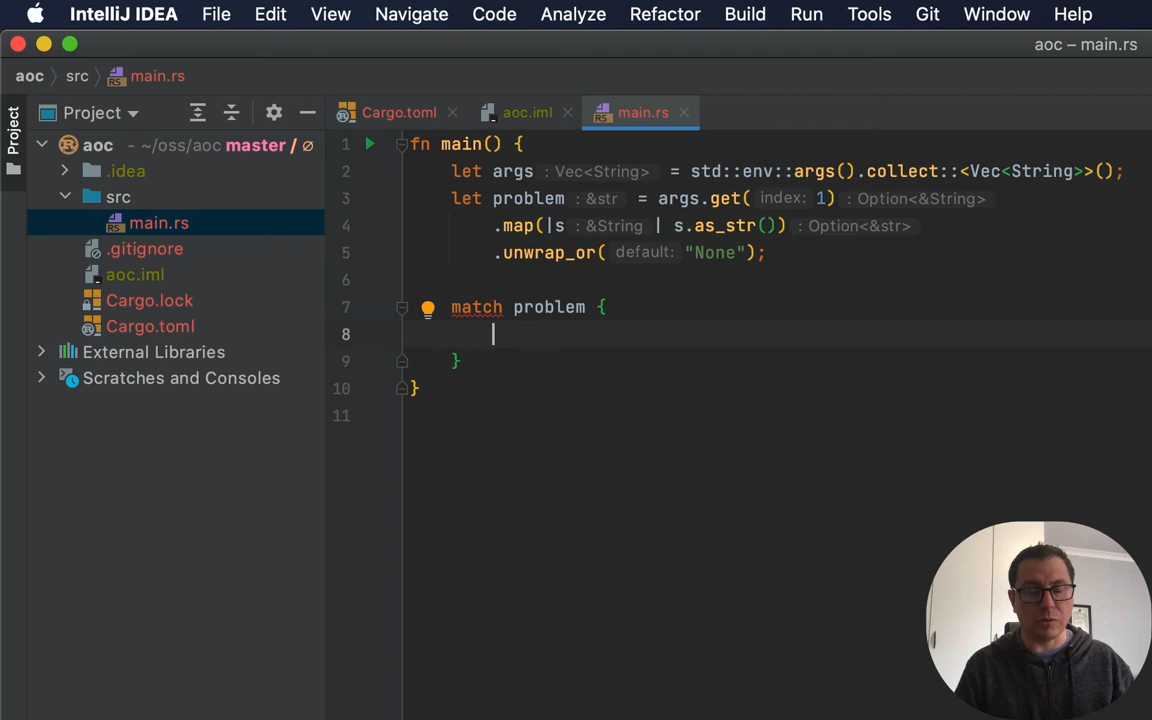 IntelliJ IDEA File Edit View Navigate Code Analyze Refactor Build Run Tools Git Window Help
aoc – main.rs
aoc src main.rs
Project
Project
Cargo.toml aoc.iml main.rs
aoc - ~/oss/aoc master / ∅
.idea
src
main.rs
.gitignore
aoc.iml
Cargo.lock
Cargo.toml
External Libraries
Scratches and Consoles
1 fn main() {
2 let args : Vec<String> = std::env::args().collect::<Vec<String>>();
3 let problem : &str = args.get( index: 1) : Option<&String>
4 .map(|s : &String | s.as_str()) : Option<&str>
5 .unwrap_or( default: "None");
6
7 match problem {
8
9 }
10 }
11